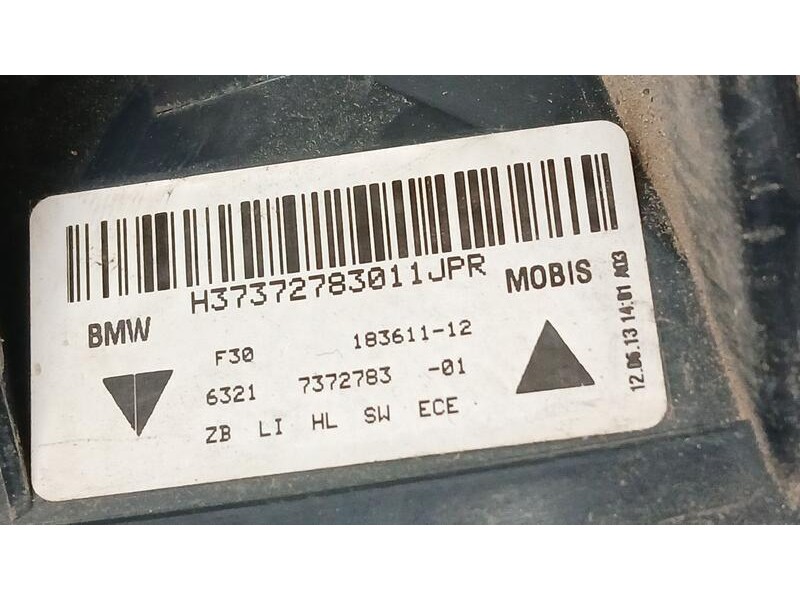 H37372783011JPR
BMW
MOBIS
F30 183611-12
6321 7372783 -01
ZB LI HL SW ECE
12.06.13 14:01 A03